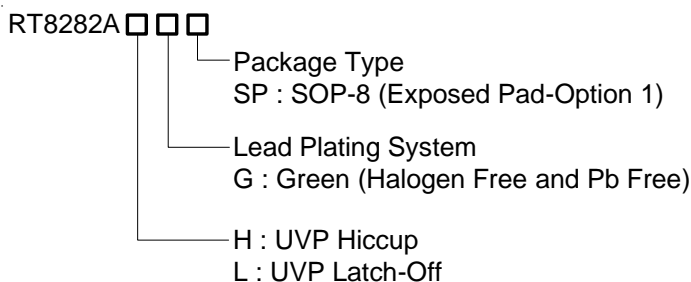 RT8282A
Package Type
SP : SOP-8 (Exposed Pad-Option 1)
Lead Plating System
G : Green (Halogen Free and Pb Free)
H : UVP Hiccup
L : UVP Latch-Off